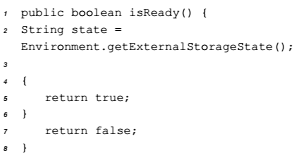 1 public boolean isReady() {
2 String state =
Environment.getExternalStorageState();
3
4 {
5 return true;
6 }
7 return false;
8 }